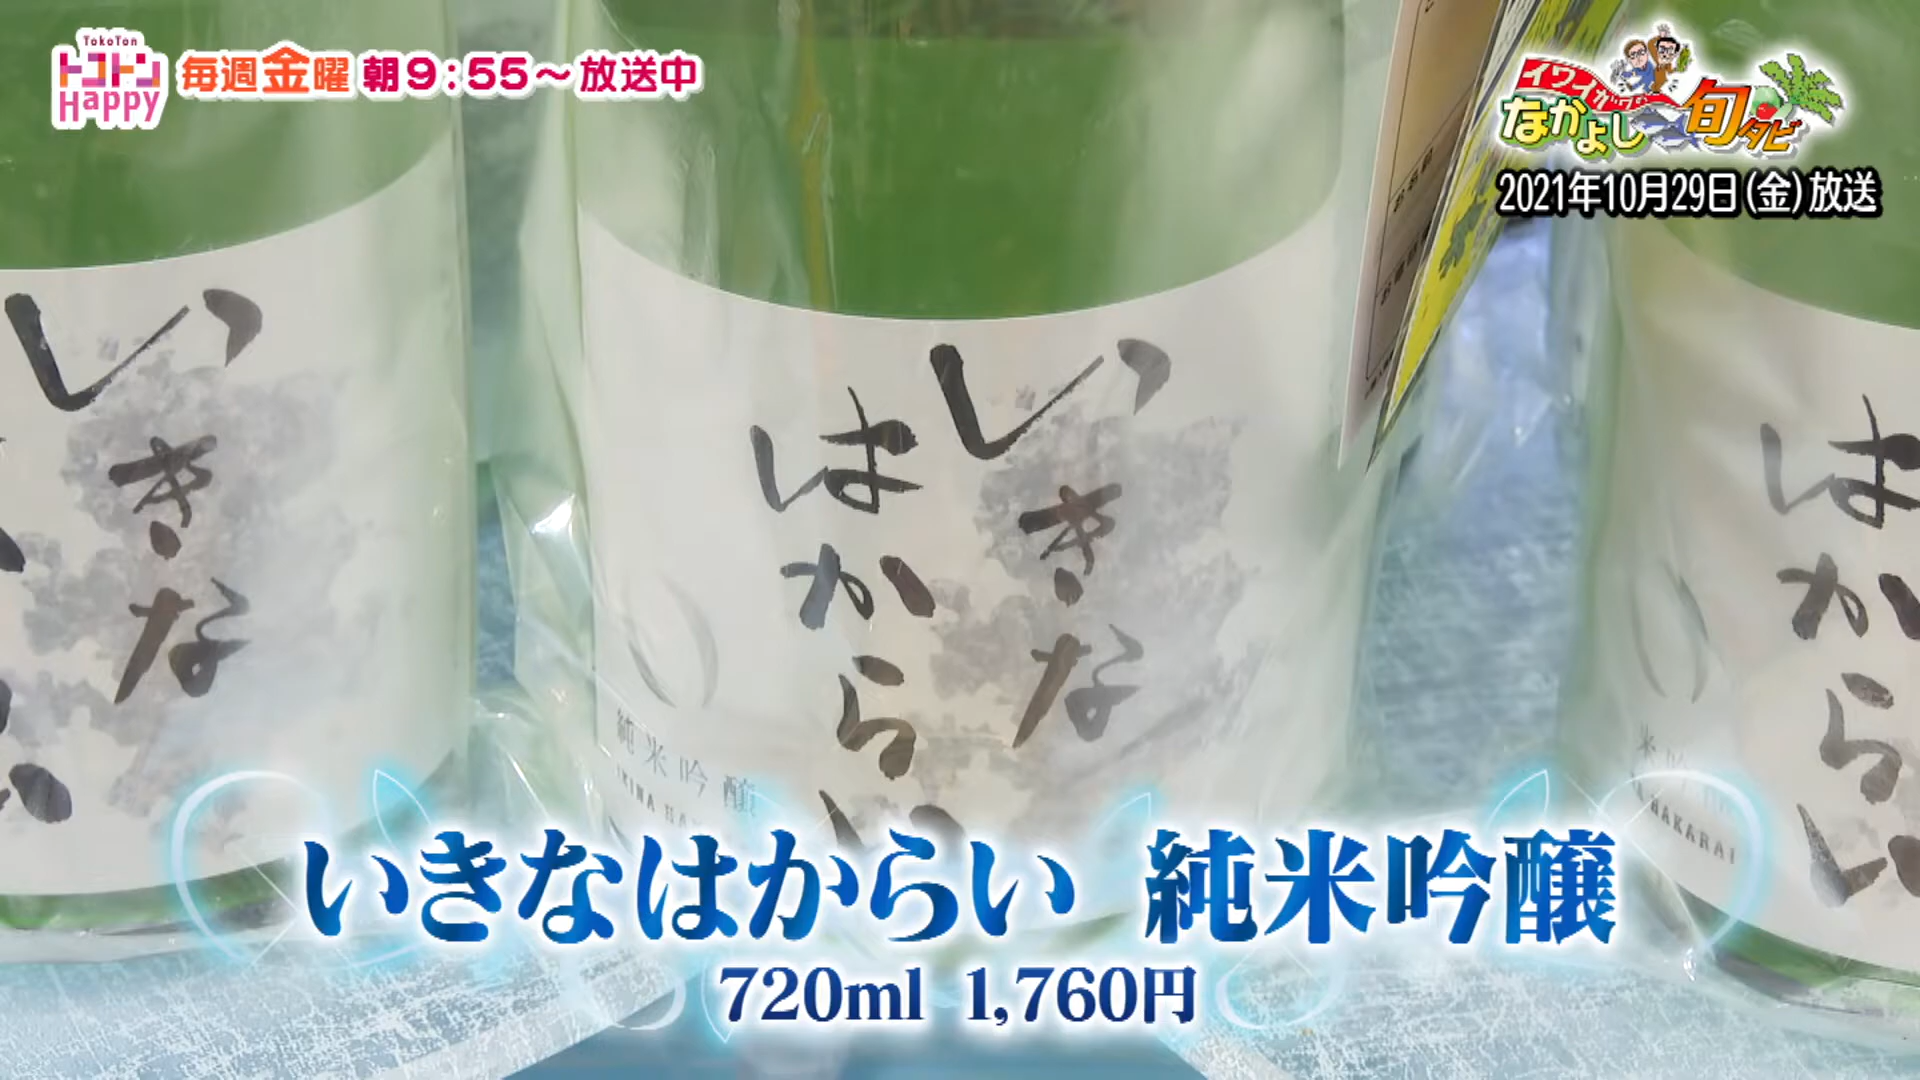 TokoTon
トコトン
Happy
毎週金曜 朝9:55～放送中
イワイガワの
なかよし旬タビ
2021年10月29日(金)放送
いきな
はからい
純米吟醸
いきな
はからい
いきなはからい 純米吟醸
720ml 1,760円